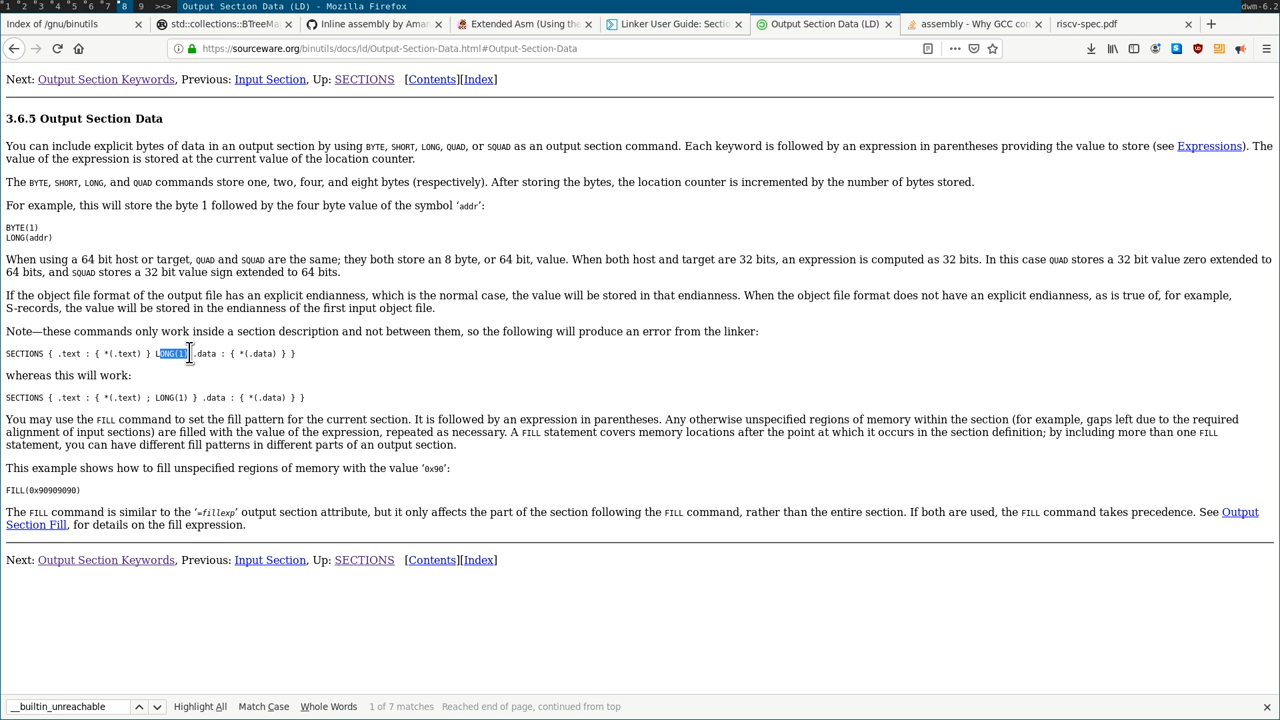 1 2 3 4 5 6 7 8 9 ><> Output Section Data (LD) - Mozilla Firefox dwm-6.2
Index of /gnu/binutils
std::collections::BTreeMa
Inline assembly by Aman
Extended Asm (Using the
Linker User Guide: Sectio
Output Section Data (LD)
assembly - Why GCC con
riscv-spec.pdf
https://sourceware.org/binutils/docs/ld/Output-Section-Data.html#Output-Section-Data
Next: Output Section Keywords, Previous: Input Section, Up: SECTIONS [Contents][Index]
3.6.5 Output Section Data
You can include explicit bytes of data in an output section by using BYTE, SHORT, LONG, QUAD, or SQUAD as an output section command. Each keyword is followed by an expression in parentheses providing the value to store (see Expressions). The
value of the expression is stored at the current value of the location counter.
The BYTE, SHORT, LONG, and QUAD commands store one, two, four, and eight bytes (respectively). After storing the bytes, the location counter is incremented by the number of bytes stored.
For example, this will store the byte 1 followed by the four byte value of the symbol ‘addr’:
BYTE(1)
LONG(addr)
When using a 64 bit host or target, QUAD and SQUAD are the same; they both store an 8 byte, or 64 bit, value. When both host and target are 32 bits, an expression is computed as 32 bits. In this case QUAD stores a 32 bit value zero extended to
64 bits, and SQUAD stores a 32 bit value sign extended to 64 bits.
If the object file format of the output file has an explicit endianness, which is the normal case, the value will be stored in that endianness. When the object file format does not have an explicit endianness, as is true of, for example,
S-records, the value will be stored in the endianness of the first input object file.
Note—these commands only work inside a section description and not between them, so the following will produce an error from the linker:
SECTIONS { .text : { *(.text) } LONG(1) .data : { *(.data) } }
whereas this will work:
SECTIONS { .text : { *(.text) ; LONG(1) } .data : { *(.data) } }
You may use the FILL command to set the fill pattern for the current section. It is followed by an expression in parentheses. Any otherwise unspecified regions of memory within the section (for example, gaps left due to the required
alignment of input sections) are filled with the value of the expression, repeated as necessary. A FILL statement covers memory locations after the point at which it occurs in the section definition; by including more than one FILL
statement, you can have different fill patterns in different parts of an output section.
This example shows how to fill unspecified regions of memory with the value ‘0x90’:
FILL(0x90909090)
The FILL command is similar to the ‘=fillexp’ output section attribute, but it only affects the part of the section following the FILL command, rather than the entire section. If both are used, the FILL command takes precedence. See Output
Section Fill, for details on the fill expression.
Next: Output Section Keywords, Previous: Input Section, Up: SECTIONS [Contents][Index]
__builtin_unreachable Highlight All Match Case Whole Words 1 of 7 matches Reached end of page, continued from top